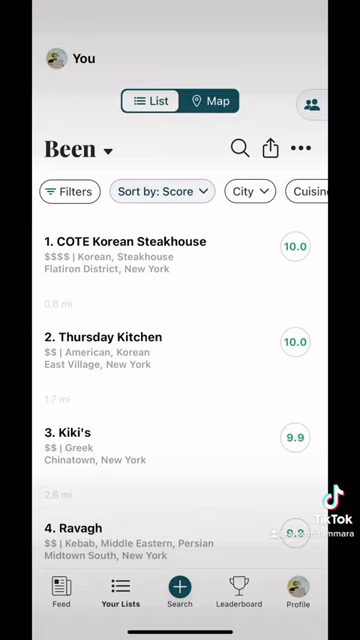 You
List
Map
Been
Filters
Sort by: Score
City
Cuisin
1. COTE Korean Steakhouse
10.0
$$$$ | Korean, Steakhouse
Flatiron District, New York
0.8 mi
2. Thursday Kitchen
10.0
$$ | American, Korean
East Village, New York
1.7 mi
3. Kiki's
9.9
$$ | Greek
Chinatown, New York
2.6 mi
4. Ravagh
9.9
$$ | Kebab, Middle Eastern, Persian
Midtown South, New York
TikTok
Feed
Your Lists
Search
Leaderboard
Profile